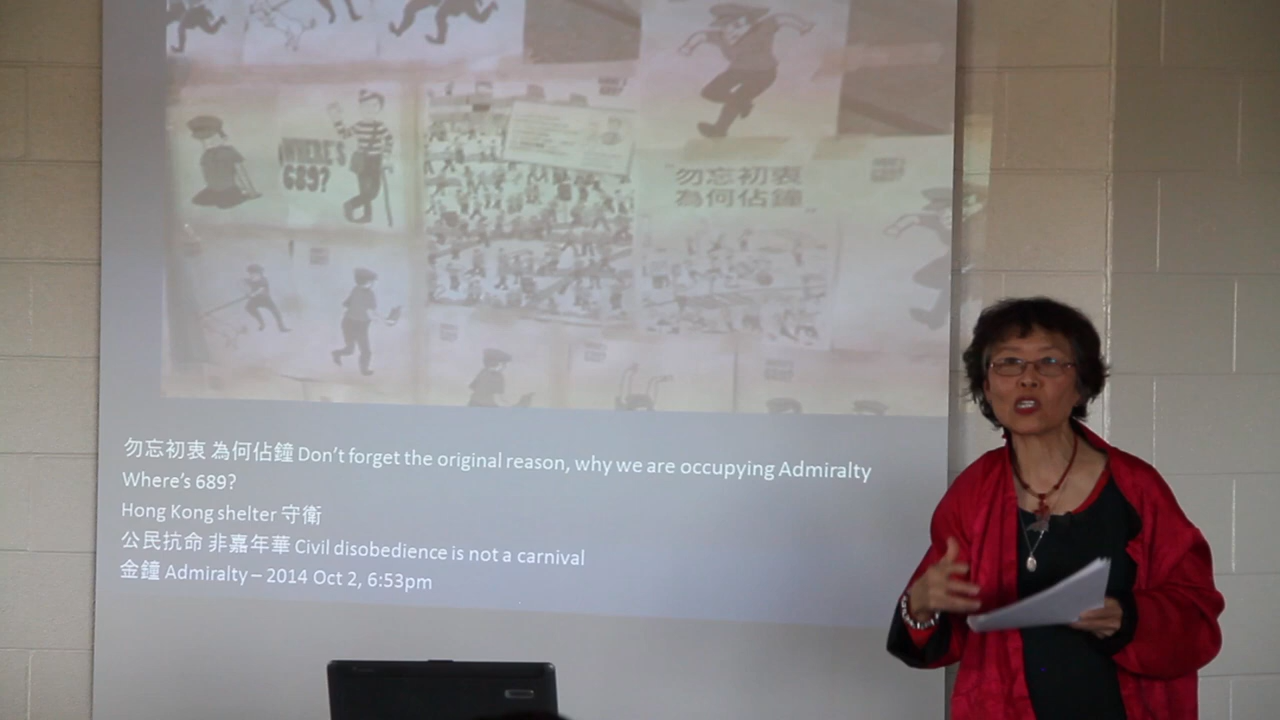 WHERE'S
689?
勿忘初衷
為何佔鐘
勿忘初衷 為何佔鐘 Don't forget the original reason, why we are occupying Admiralty
Where's 689?
Hong Kong shelter 守衛
公民抗命 非嘉年華 Civil disobedience is not a carnival
金鐘 Admiralty – 2014 Oct 2, 6:53pm